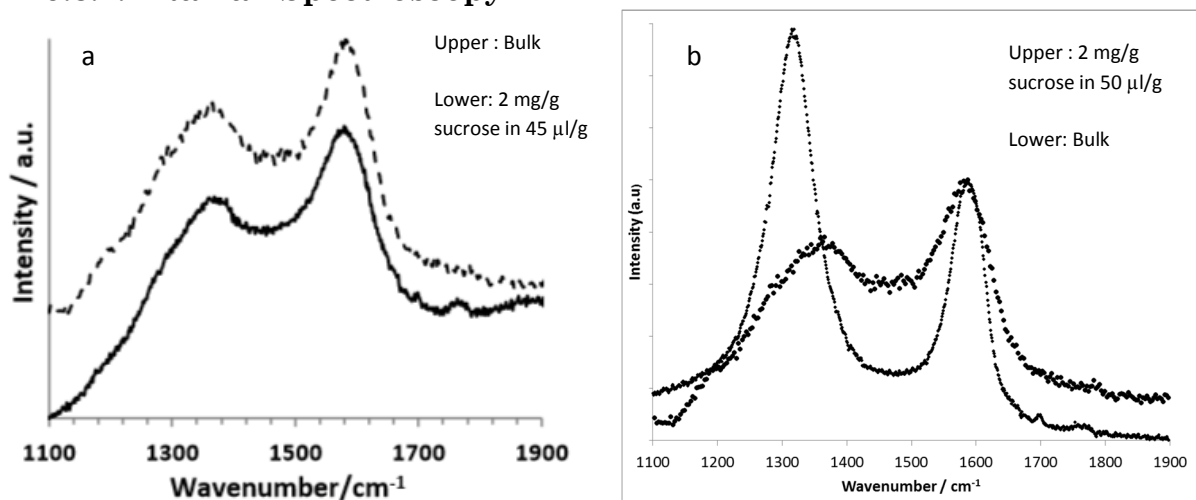 Raman Spectroscopy
a
Upper : Bulk
Lower: 2 mg/g
sucrose in 45 μl/g
Intensity / a.u.
1100 1300 1500 1700 1900
Wavenumber/cm⁻¹
b
Upper : 2 mg/g
sucrose in 50 μl/g
Lower: Bulk
Intensity (a.u)
1100 1200 1300 1400 1500 1600 1700 1800 1900
Wavenumber / cm⁻¹